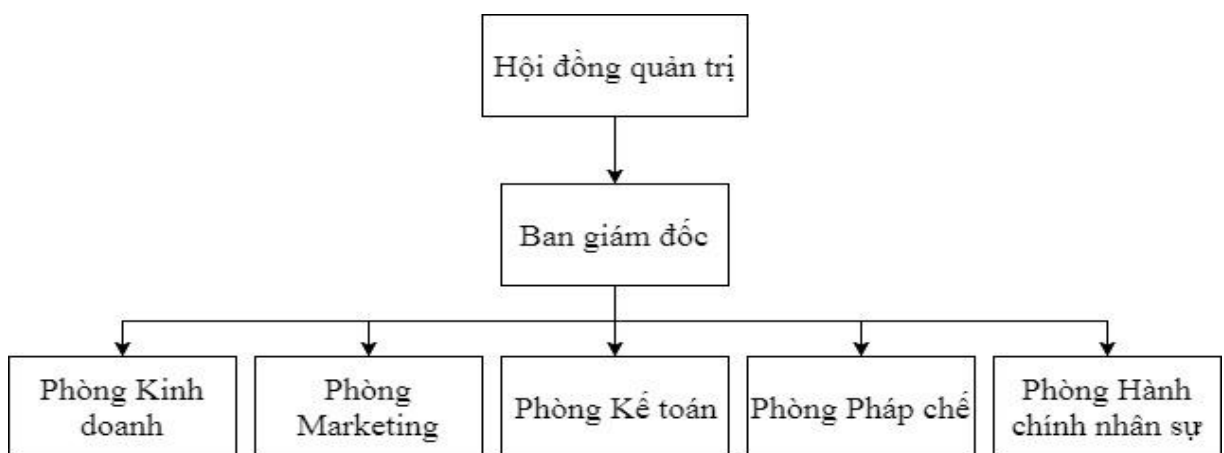 Hội đồng quản trị
Ban giám đốc
Phòng Kinh
doanh
Phòng
Marketing
Phòng Kế toán
Phòng Pháp chế
Phòng Hành
chính nhân sự